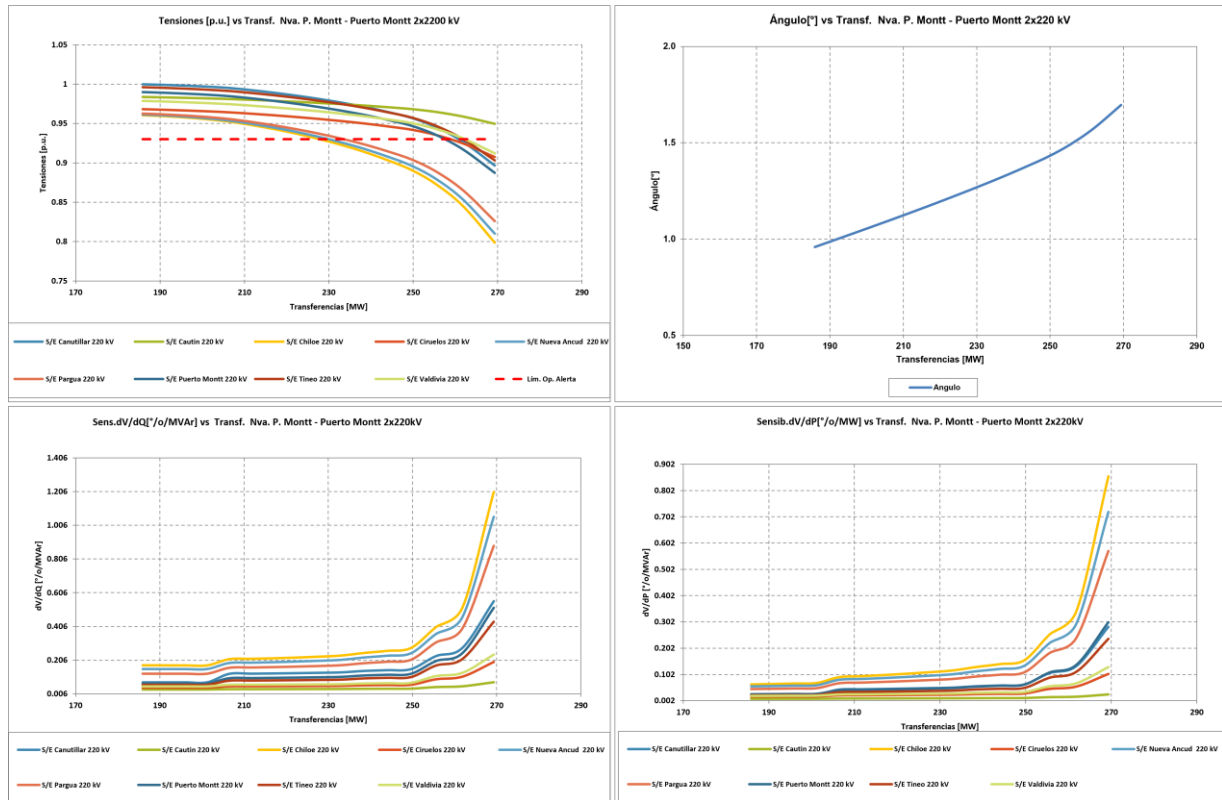 Tensiones [p.u.] vs Transf. Nva. P. Montt - Puerto Montt 2x2200 kV
1.05
1
0.95
0.9
0.85
0.8
0.75
Tensiones [p.u.]
170 190 210 230 250 270 290
Transferencias [MW]
S/E Canutillar 220 kV S/E Cautin 220 kV S/E Chiloe 220 kV S/E Ciruelos 220 kV S/E Nueva Ancud 220 kV
S/E Pargua 220 kV S/E Puerto Montt 220 kV S/E Tineo 220 kV S/E Valdivia 220 kV Lím. Op. Alerta
Ángulo[°] vs Transf. Nva. P. Montt - Puerto Montt 2x220 kV
2.0
1.5
1.0
0.5
Ángulo[°]
150 170 190 210 230 250 270 290
Transferencias [MW]
Angulo
Sens.dV/dQ[°/o/MVAr] vs Transf. Nva. P. Montt - Puerto Montt 2x220kV
1.406
1.206
1.006
0.806
0.606
0.406
0.206
0.006
dV/dQ [°/o/MVAr]
170 190 210 230 250 270 290
Transferencias [MW]
S/E Canutillar 220 kV S/E Cautin 220 kV S/E Chiloe 220 kV S/E Ciruelos 220 kV S/E Nueva Ancud 220 kV
S/E Pargua 220 kV S/E Puerto Montt 220 kV S/E Tineo 220 kV S/E Valdivia 220 kV
Sensib.dV/dP[°/o/MW] vs Transf. Nva. P. Montt - Puerto Montt 2x220kV
0.902
0.802
0.702
0.602
0.502
0.402
0.302
0.202
0.102
0.002
dV/dP [°/o/MVAr]
170 190 210 230 250 270 290
Transferencias [MW]
S/E Canutillar 220 kV S/E Cautin 220 kV S/E Chiloe 220 kV S/E Ciruelos 220 kV S/E Nueva Ancud 220 kV
S/E Pargua 220 kV S/E Puerto Montt 220 kV S/E Tineo 220 kV S/E Valdivia 220 kV